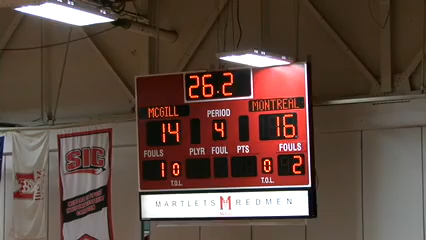 26.2
MCGILL PERIOD MONTREAL
14 4 16
FOULS PLYR FOUL PTS FOULS
1 0 0 2
T.O.L. T.O.L.
MARTLETS M REDMEN
SIC